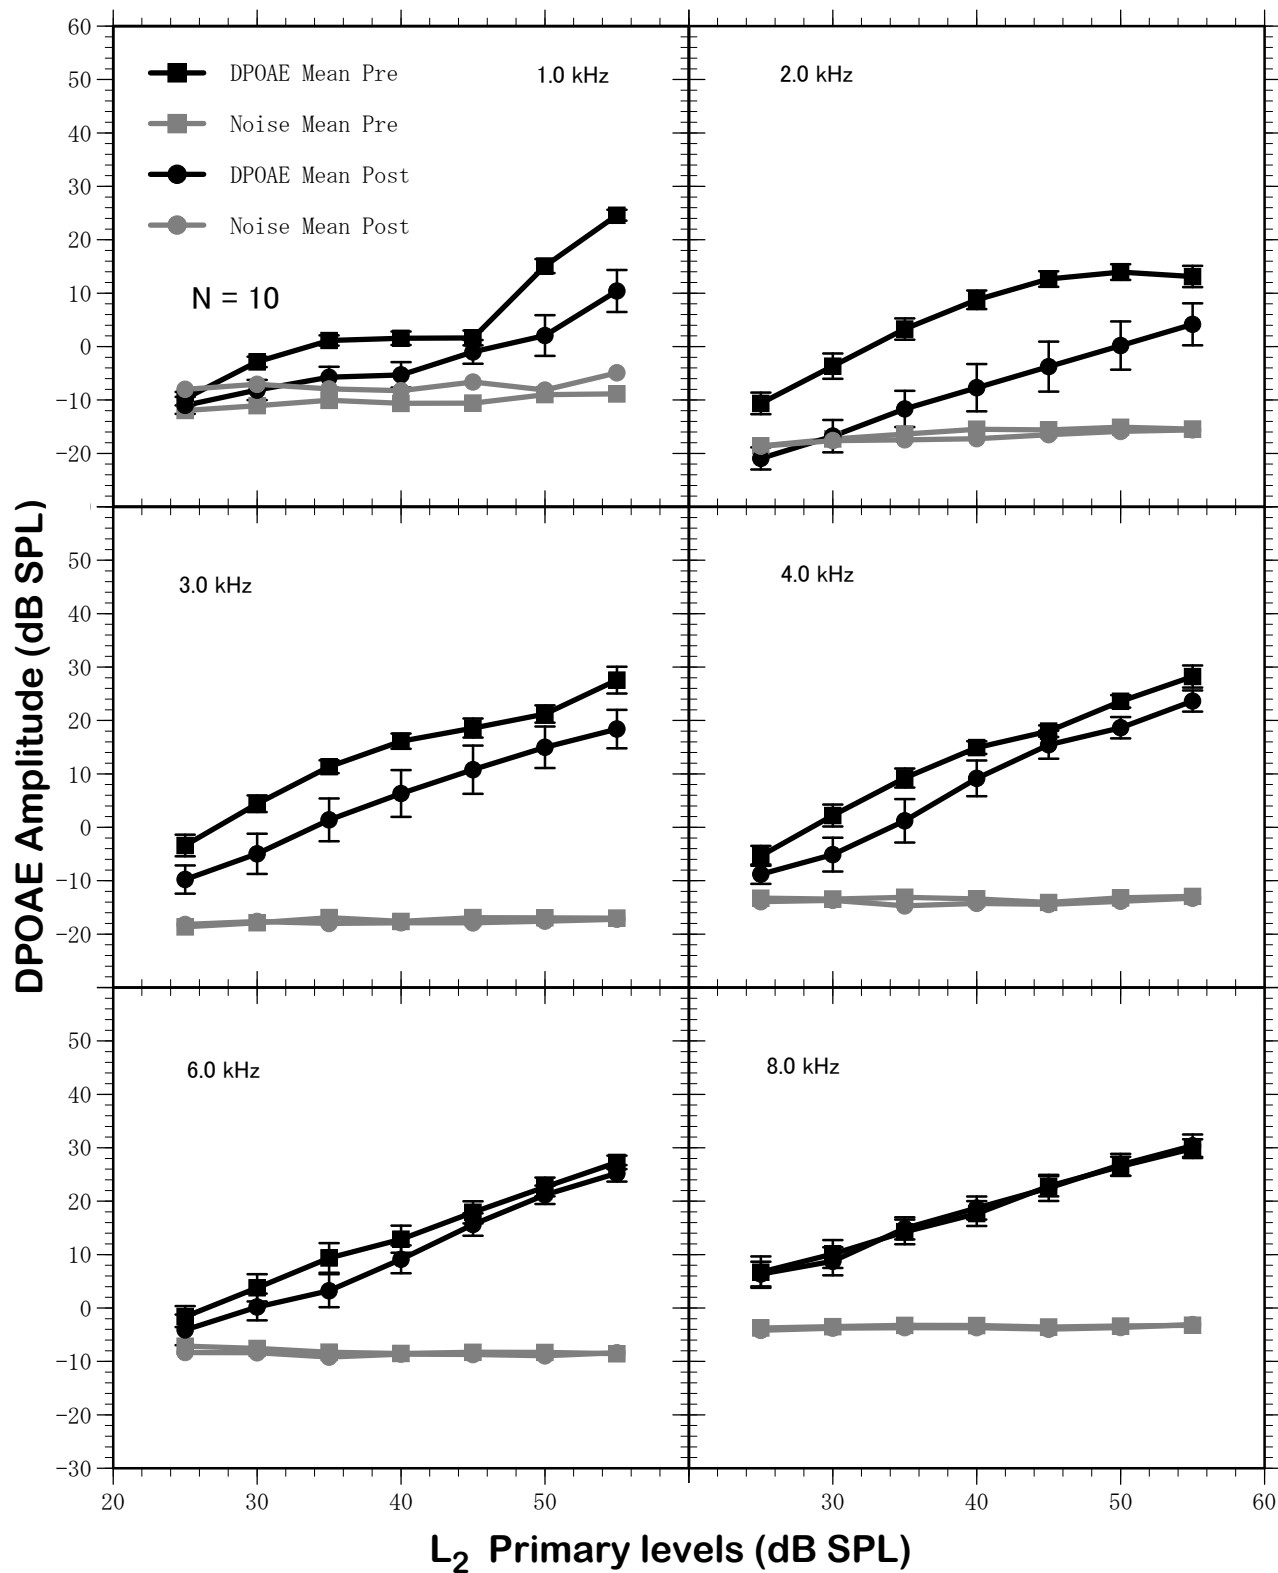 60
50
40
30
20
10
0
−10
−20
DPOAE Mean Pre
Noise Mean Pre
DPOAE Mean Post
Noise Mean Post
N = 10
1.0 kHz
2.0 kHz
50
40
30
20
10
0
−10
−20
3.0 kHz
4.0 kHz
50
40
30
20
10
0
−10
−20
−30
6.0 kHz
8.0 kHz
20 30 40 50 30 40 50 60
DPOAE Amplitude (dB SPL)
L2 Primary levels (dB SPL)